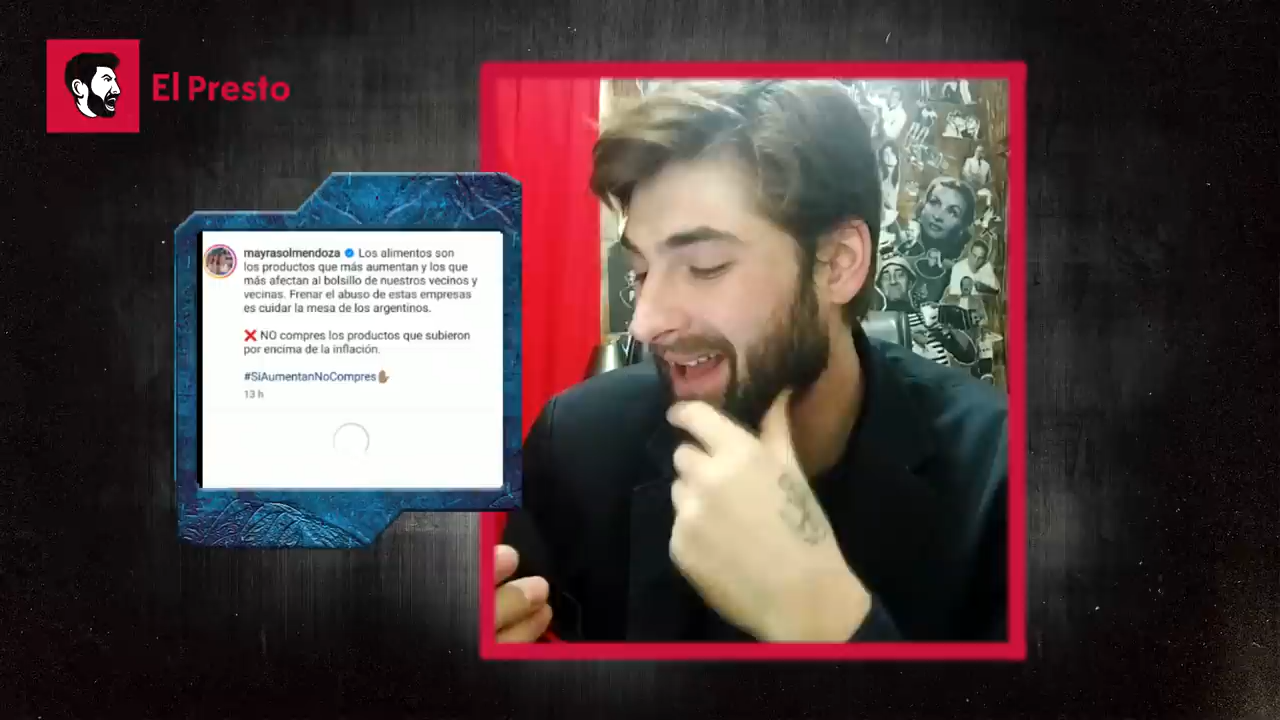 El Presto
mayrasolmendoza Los alimentos son
los productos que más aumentan y los que
más afectan al bolsillo de nuestros vecinos y
vecinas. Frenar el abuso de estas empresas
es cuidar la mesa de los argentinos.
❌ NO compres los productos que subieron
por encima de la inflación.
#SiAumentanNoCompres✋🏽
13 h